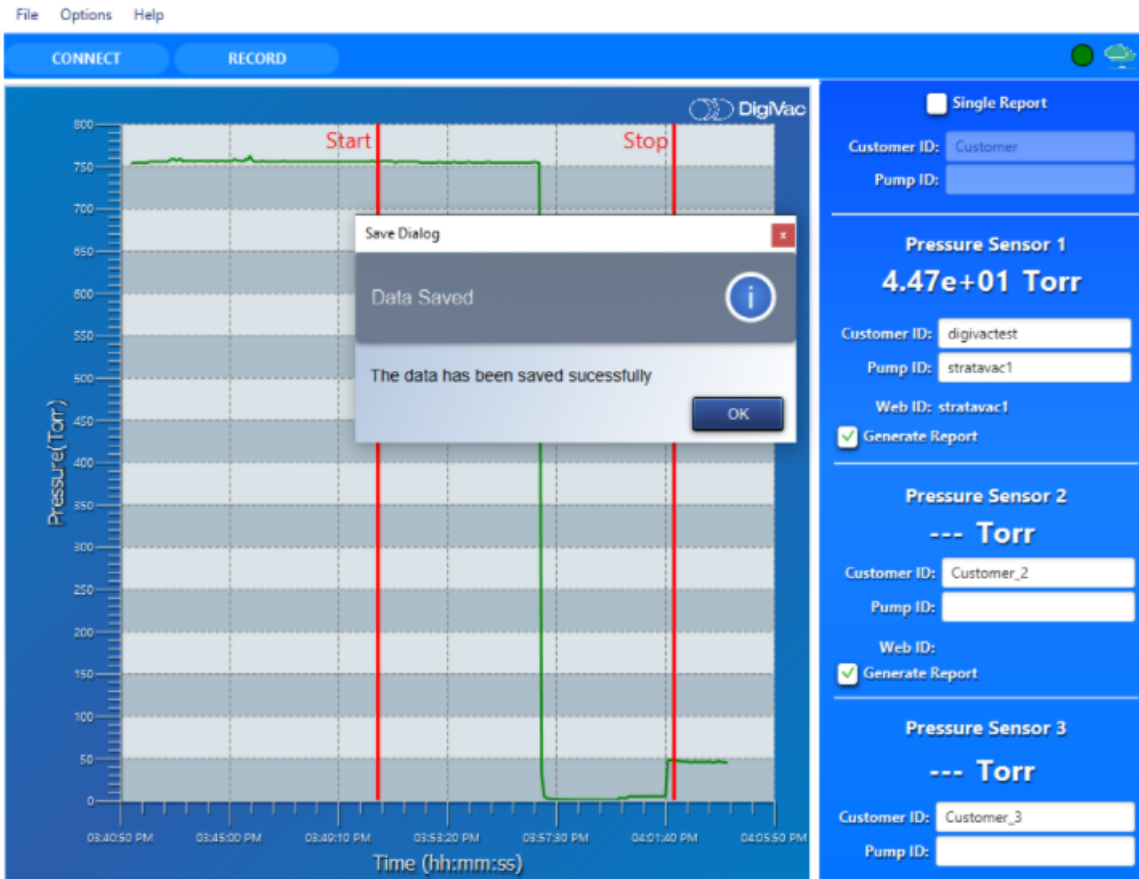 File Options Help
CONNECT RECORD
DigiVac
Start Stop
800
750
700
650
600
550
500
450
400
350
300
250
200
150
100
50
0
Pressure(Torr)
03:40:50 PM 03:45:00 PM 03:49:10 PM 03:53:20 PM 03:57:30 PM 04:01:40 PM 04:05:50 PM
Time (hh:mm:ss)
Save Dialog
x
Data Saved
i
The data has been saved sucessfully
OK
Single Report
Customer ID: Customer
Pump ID:
Pressure Sensor 1
4.47e+01 Torr
Customer ID: digivactest
Pump ID: stratavac1
Web ID: stratavac1
Generate Report
Pressure Sensor 2
--- Torr
Customer ID: Customer_2
Pump ID:
Web ID:
Generate Report
Pressure Sensor 3
--- Torr
Customer ID: Customer_3
Pump ID: